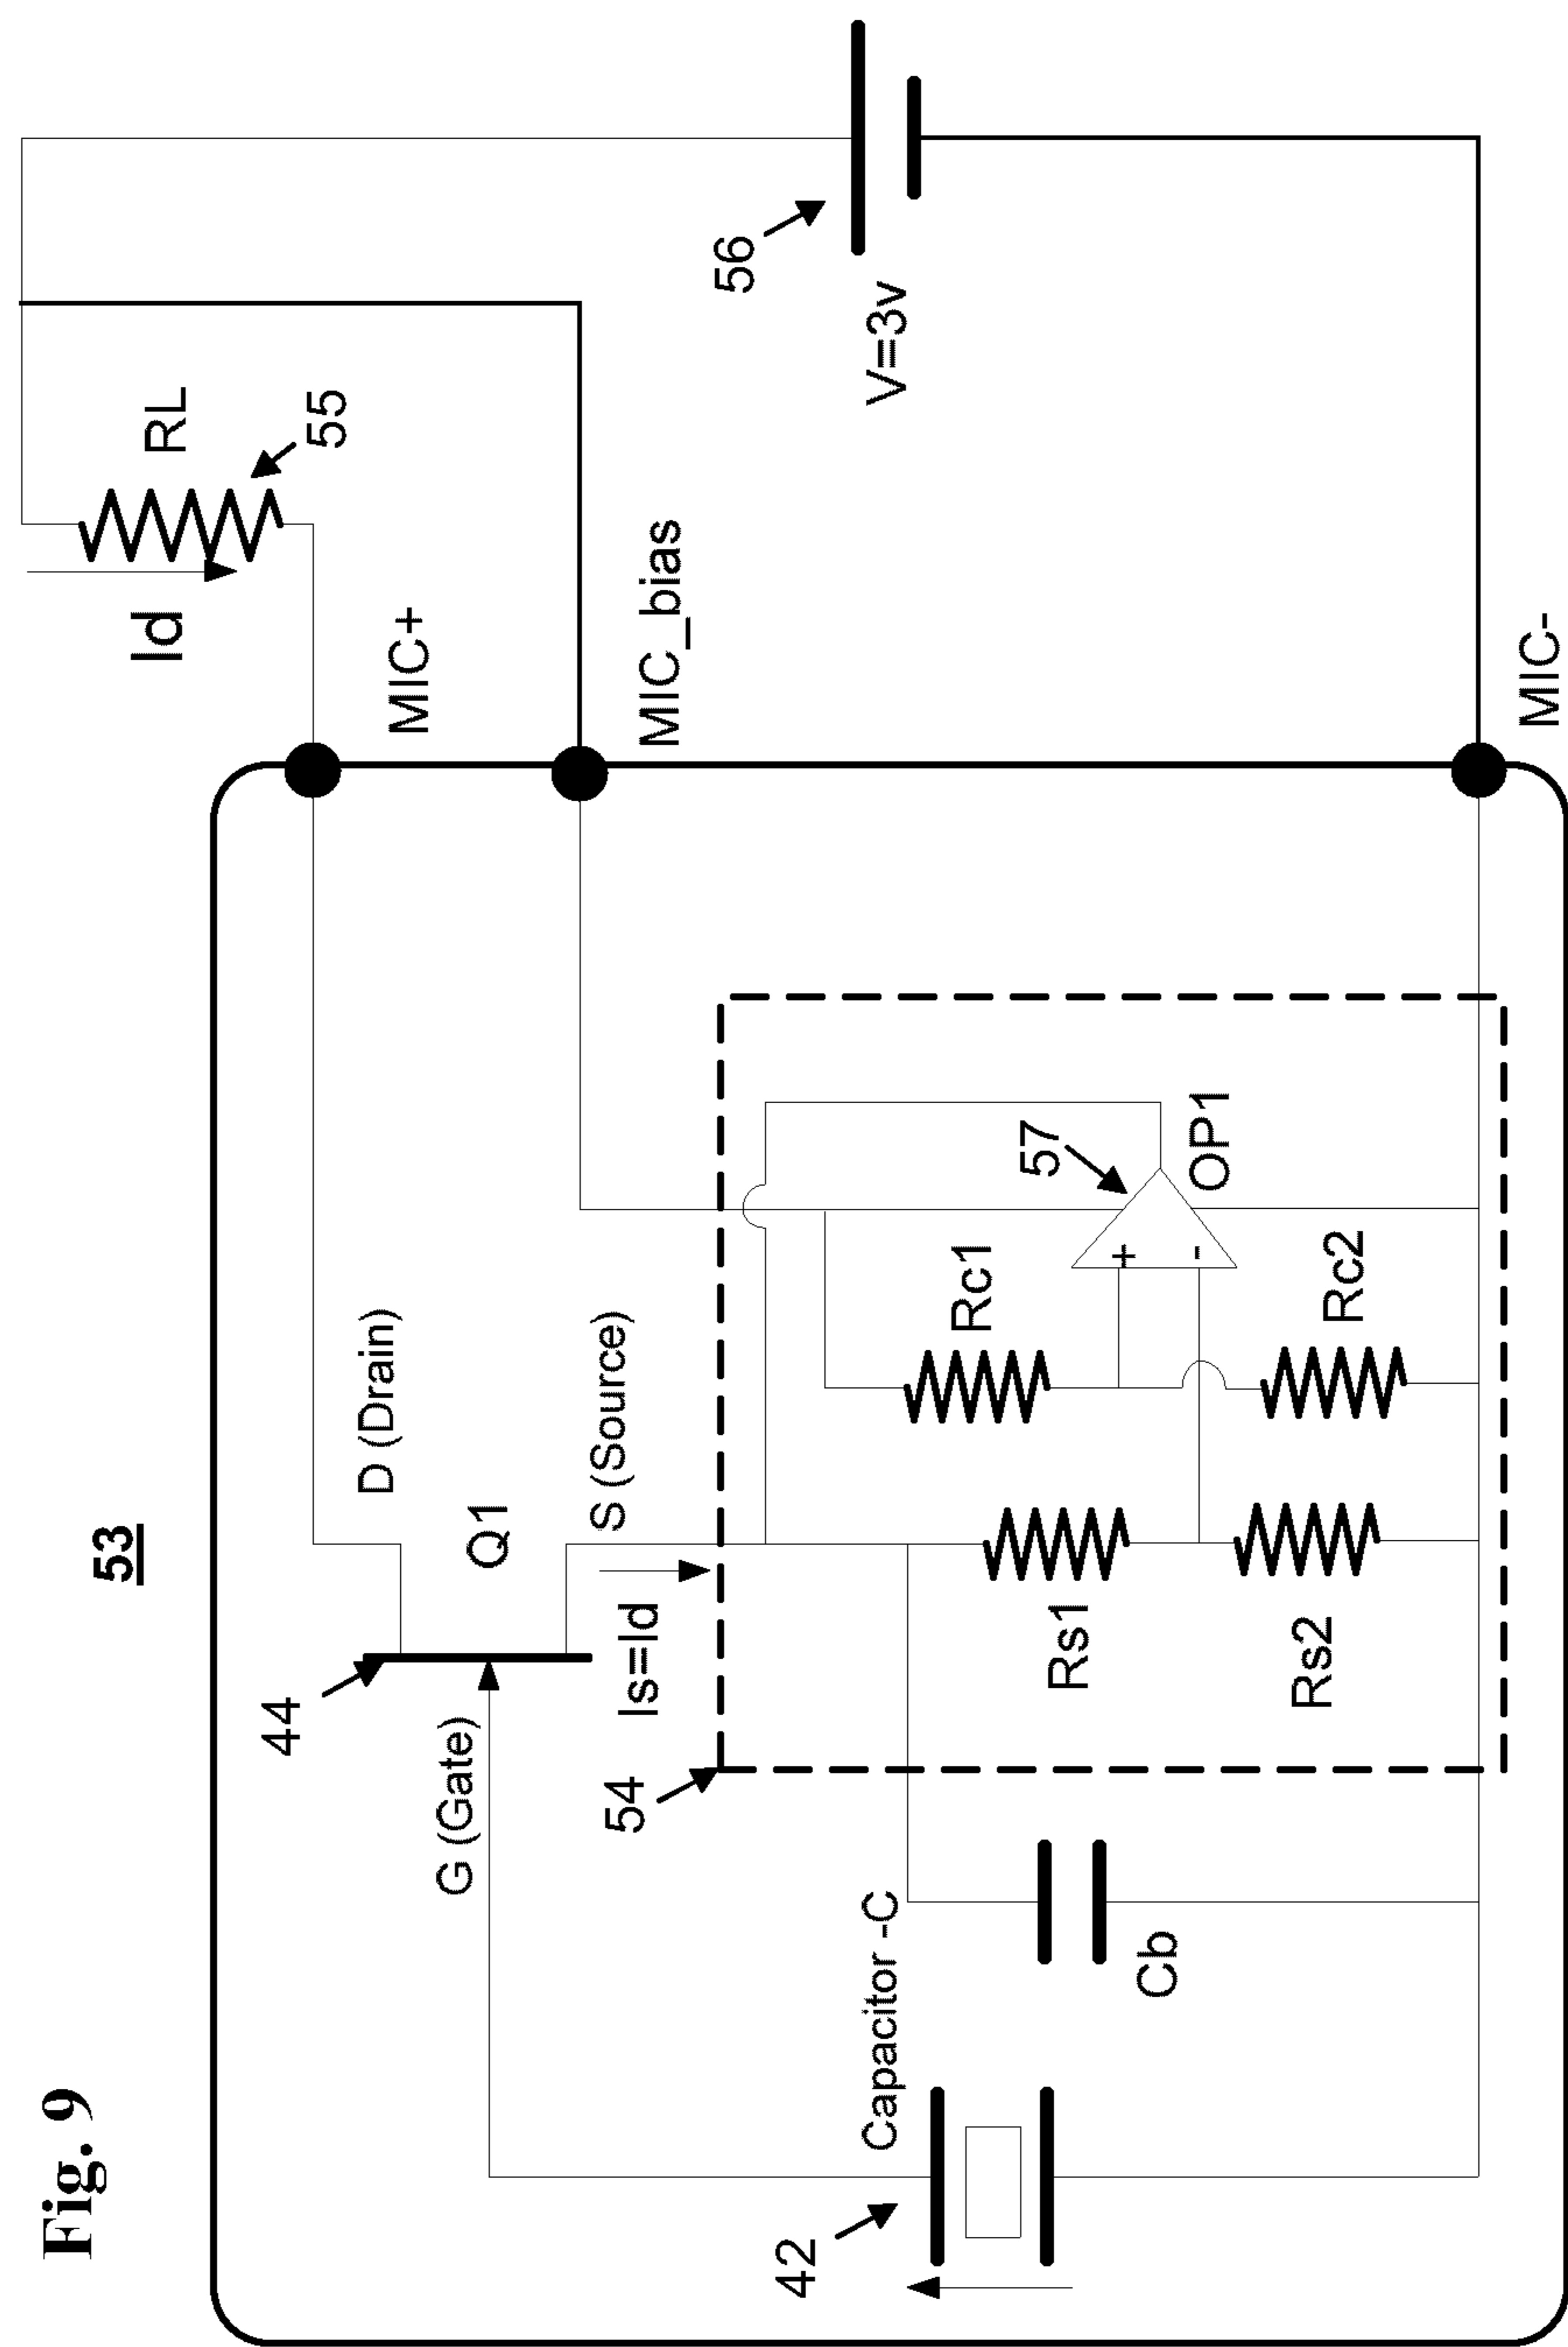 Fig. 9
53
Id
RL
55
MIC+
MIC_bias
MIC-
56
V=3v
44
D (Drain)
Q1
G (Gate)
S (Source)
Is=Id
54
57
OP1
+
-
Rc1
Rc2
Rs1
Rs2
Capacitor -C
42
Cb